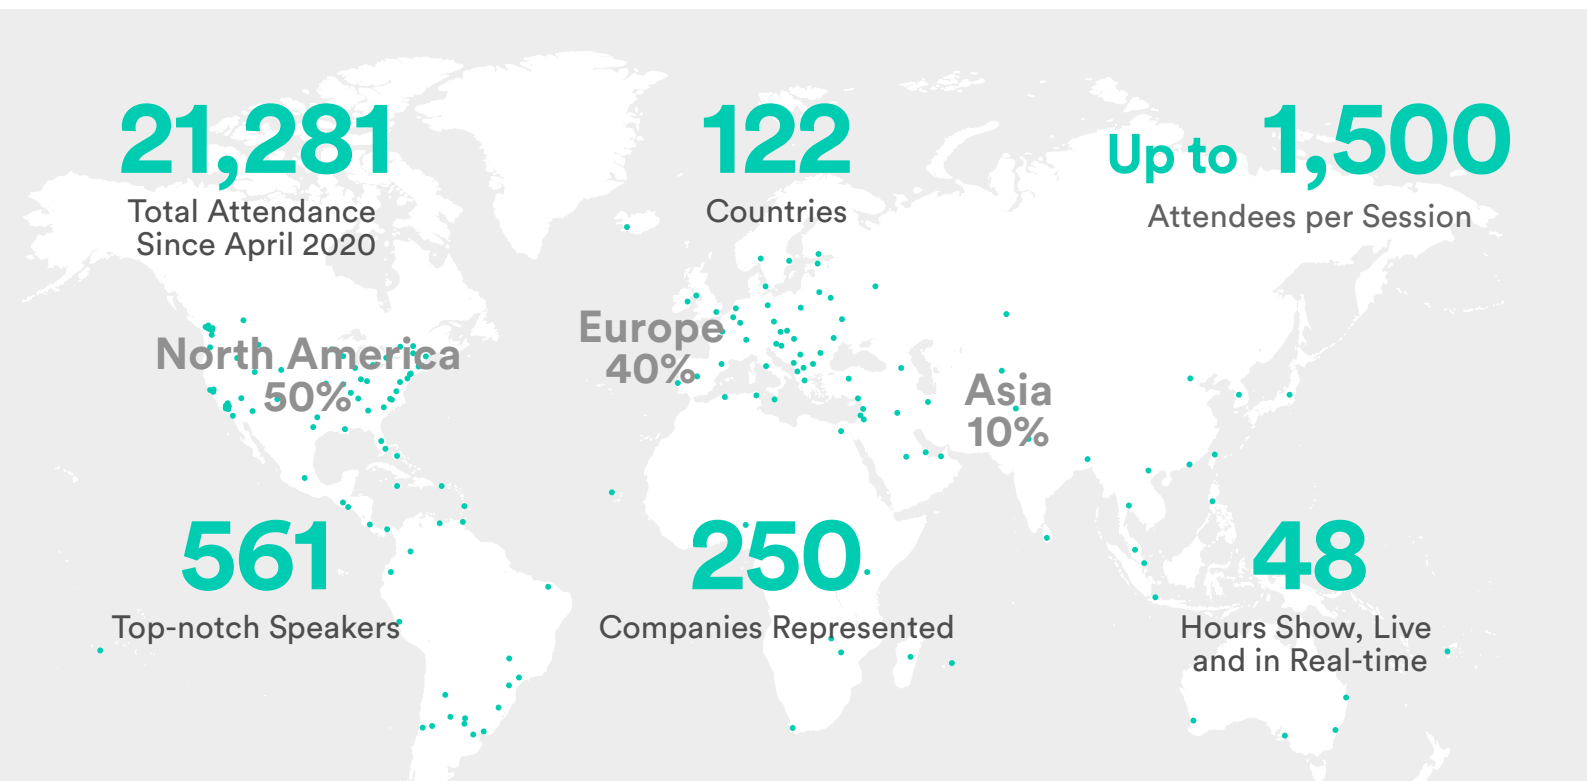 21,281
Total Attendance
Since April 2020
122
Countries
Up to 1,500
Attendees per Session
North America
50%
Europe
40%
Asia
10%
561
Top-notch Speakers
250
Companies Represented
48
Hours Show, Live
and in Real-time